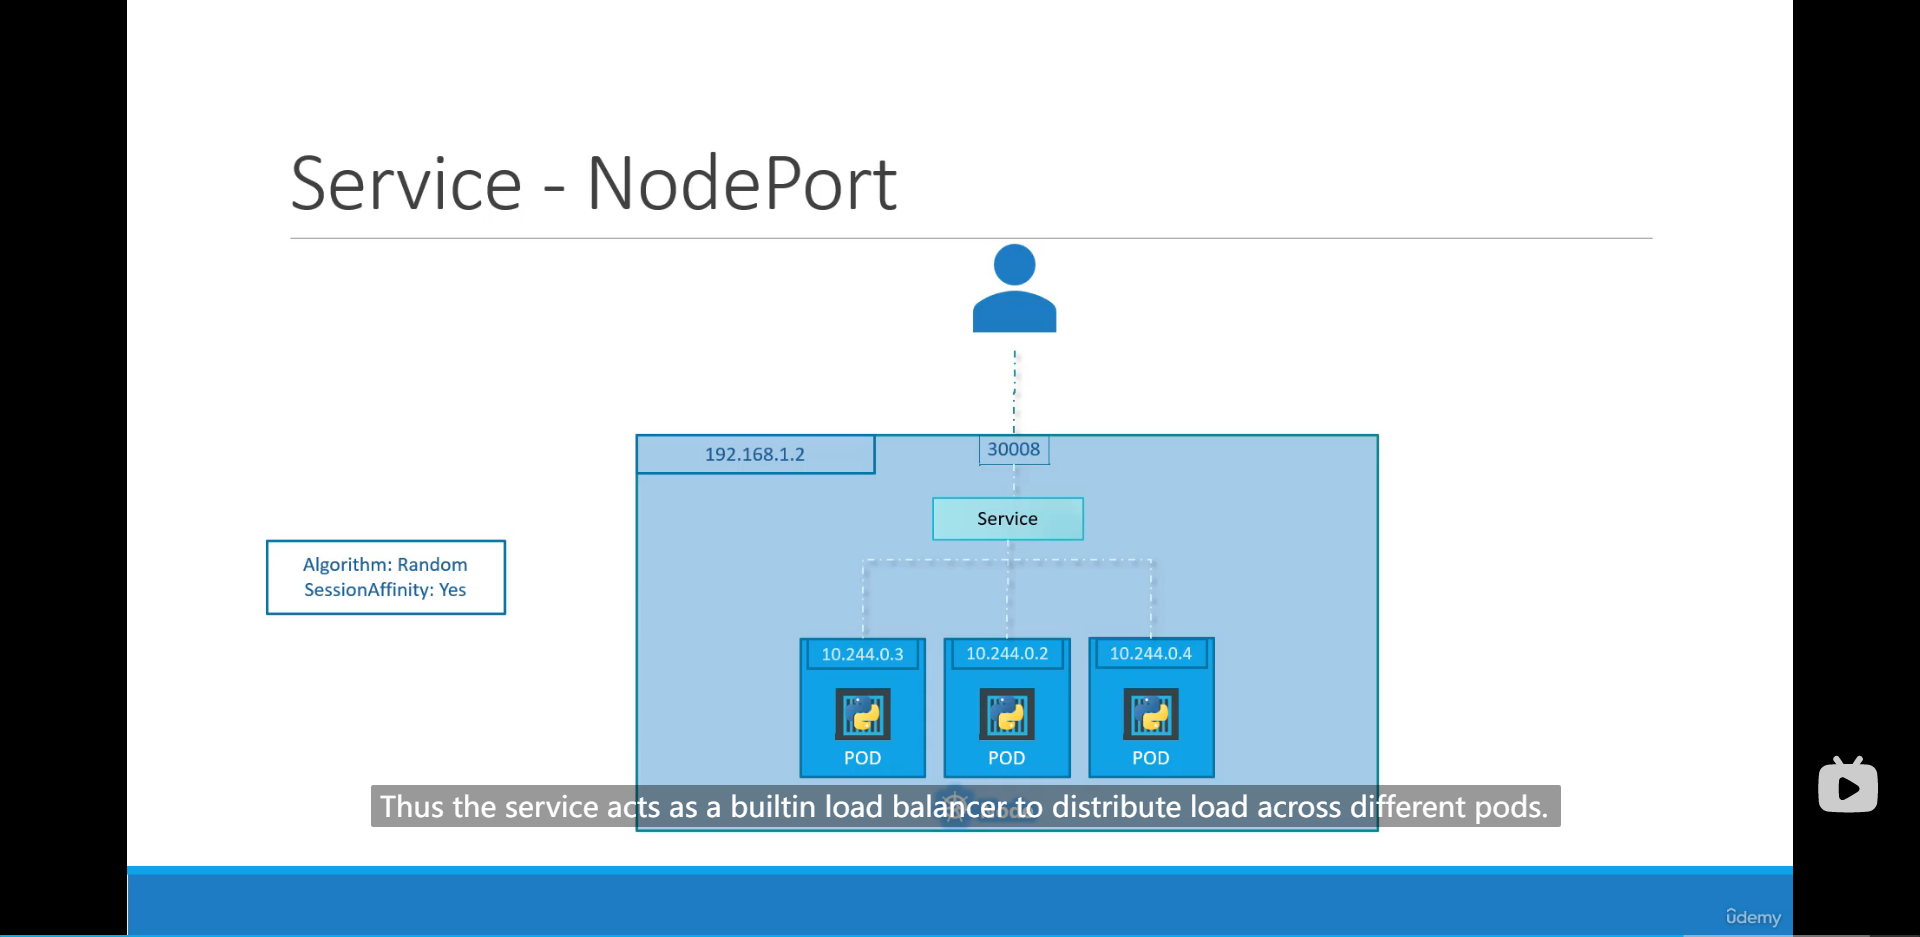 Service - NodePort
192.168.1.2
30008
Service
Algorithm: Random
SessionAffinity: Yes
10.244.0.3
10.244.0.2
10.244.0.4
POD
POD
POD
Thus the service acts as a builtin load balancer to distribute load across different pods.
ûdemy